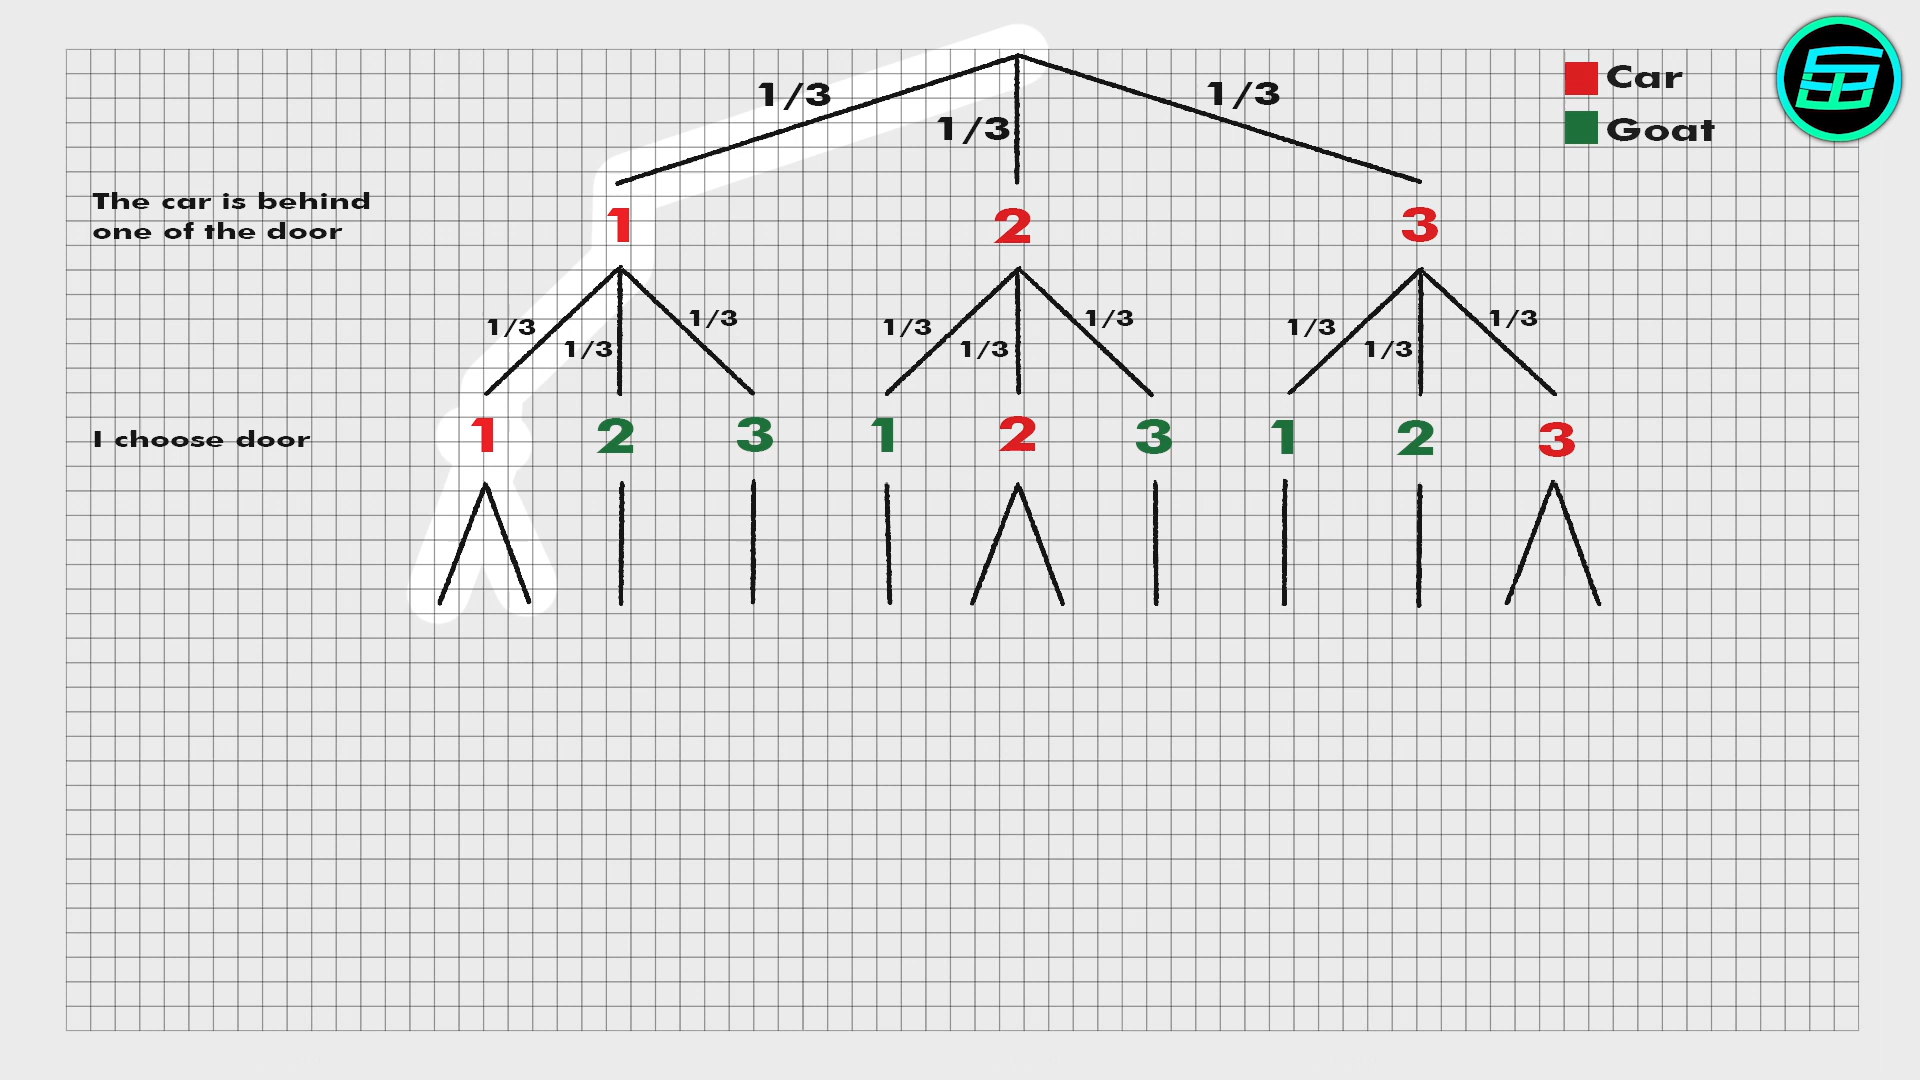 1/3
1/3
1/3
Car
Goat
The car is behind
one of the door
1 2 3
1/3 1/3 1/3 1/3 1/3 1/3
1/3 1/3 1/3
I choose door 1 2 3 1 2 3 1 2 3